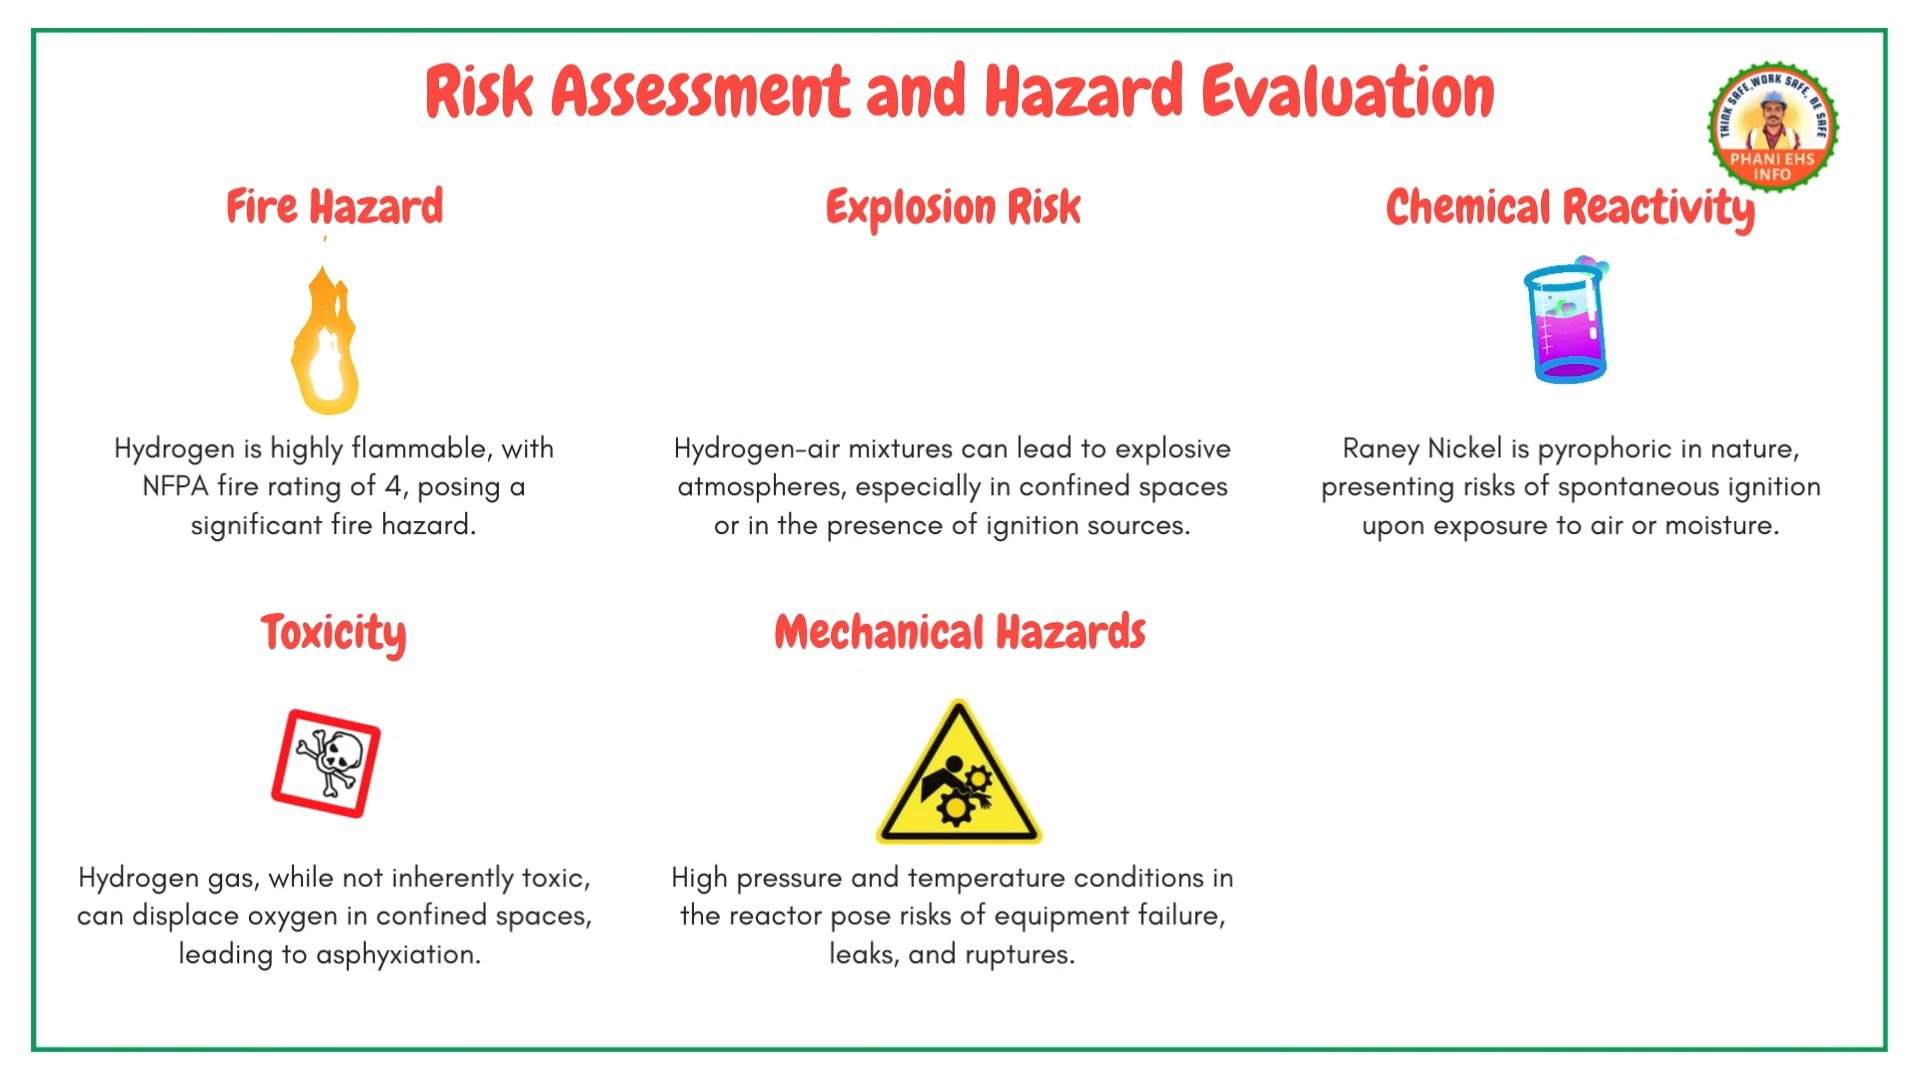 Risk Assessment and Hazard Evaluation
THINK SAFE, WORK SAFE, BE SAFE
PHANI EHS
INFO
Fire Hazard
Hydrogen is highly flammable, with
NFPA fire rating of 4, posing a
significant fire hazard.
Explosion Risk
Hydrogen-air mixtures can lead to explosive
atmospheres, especially in confined spaces
or in the presence of ignition sources.
Chemical Reactivity
Raney Nickel is pyrophoric in nature,
presenting risks of spontaneous ignition
upon exposure to air or moisture.
Toxicity
Hydrogen gas, while not inherently toxic,
can displace oxygen in confined spaces,
leading to asphyxiation.
Mechanical Hazards
High pressure and temperature conditions in
the reactor pose risks of equipment failure,
leaks, and ruptures.